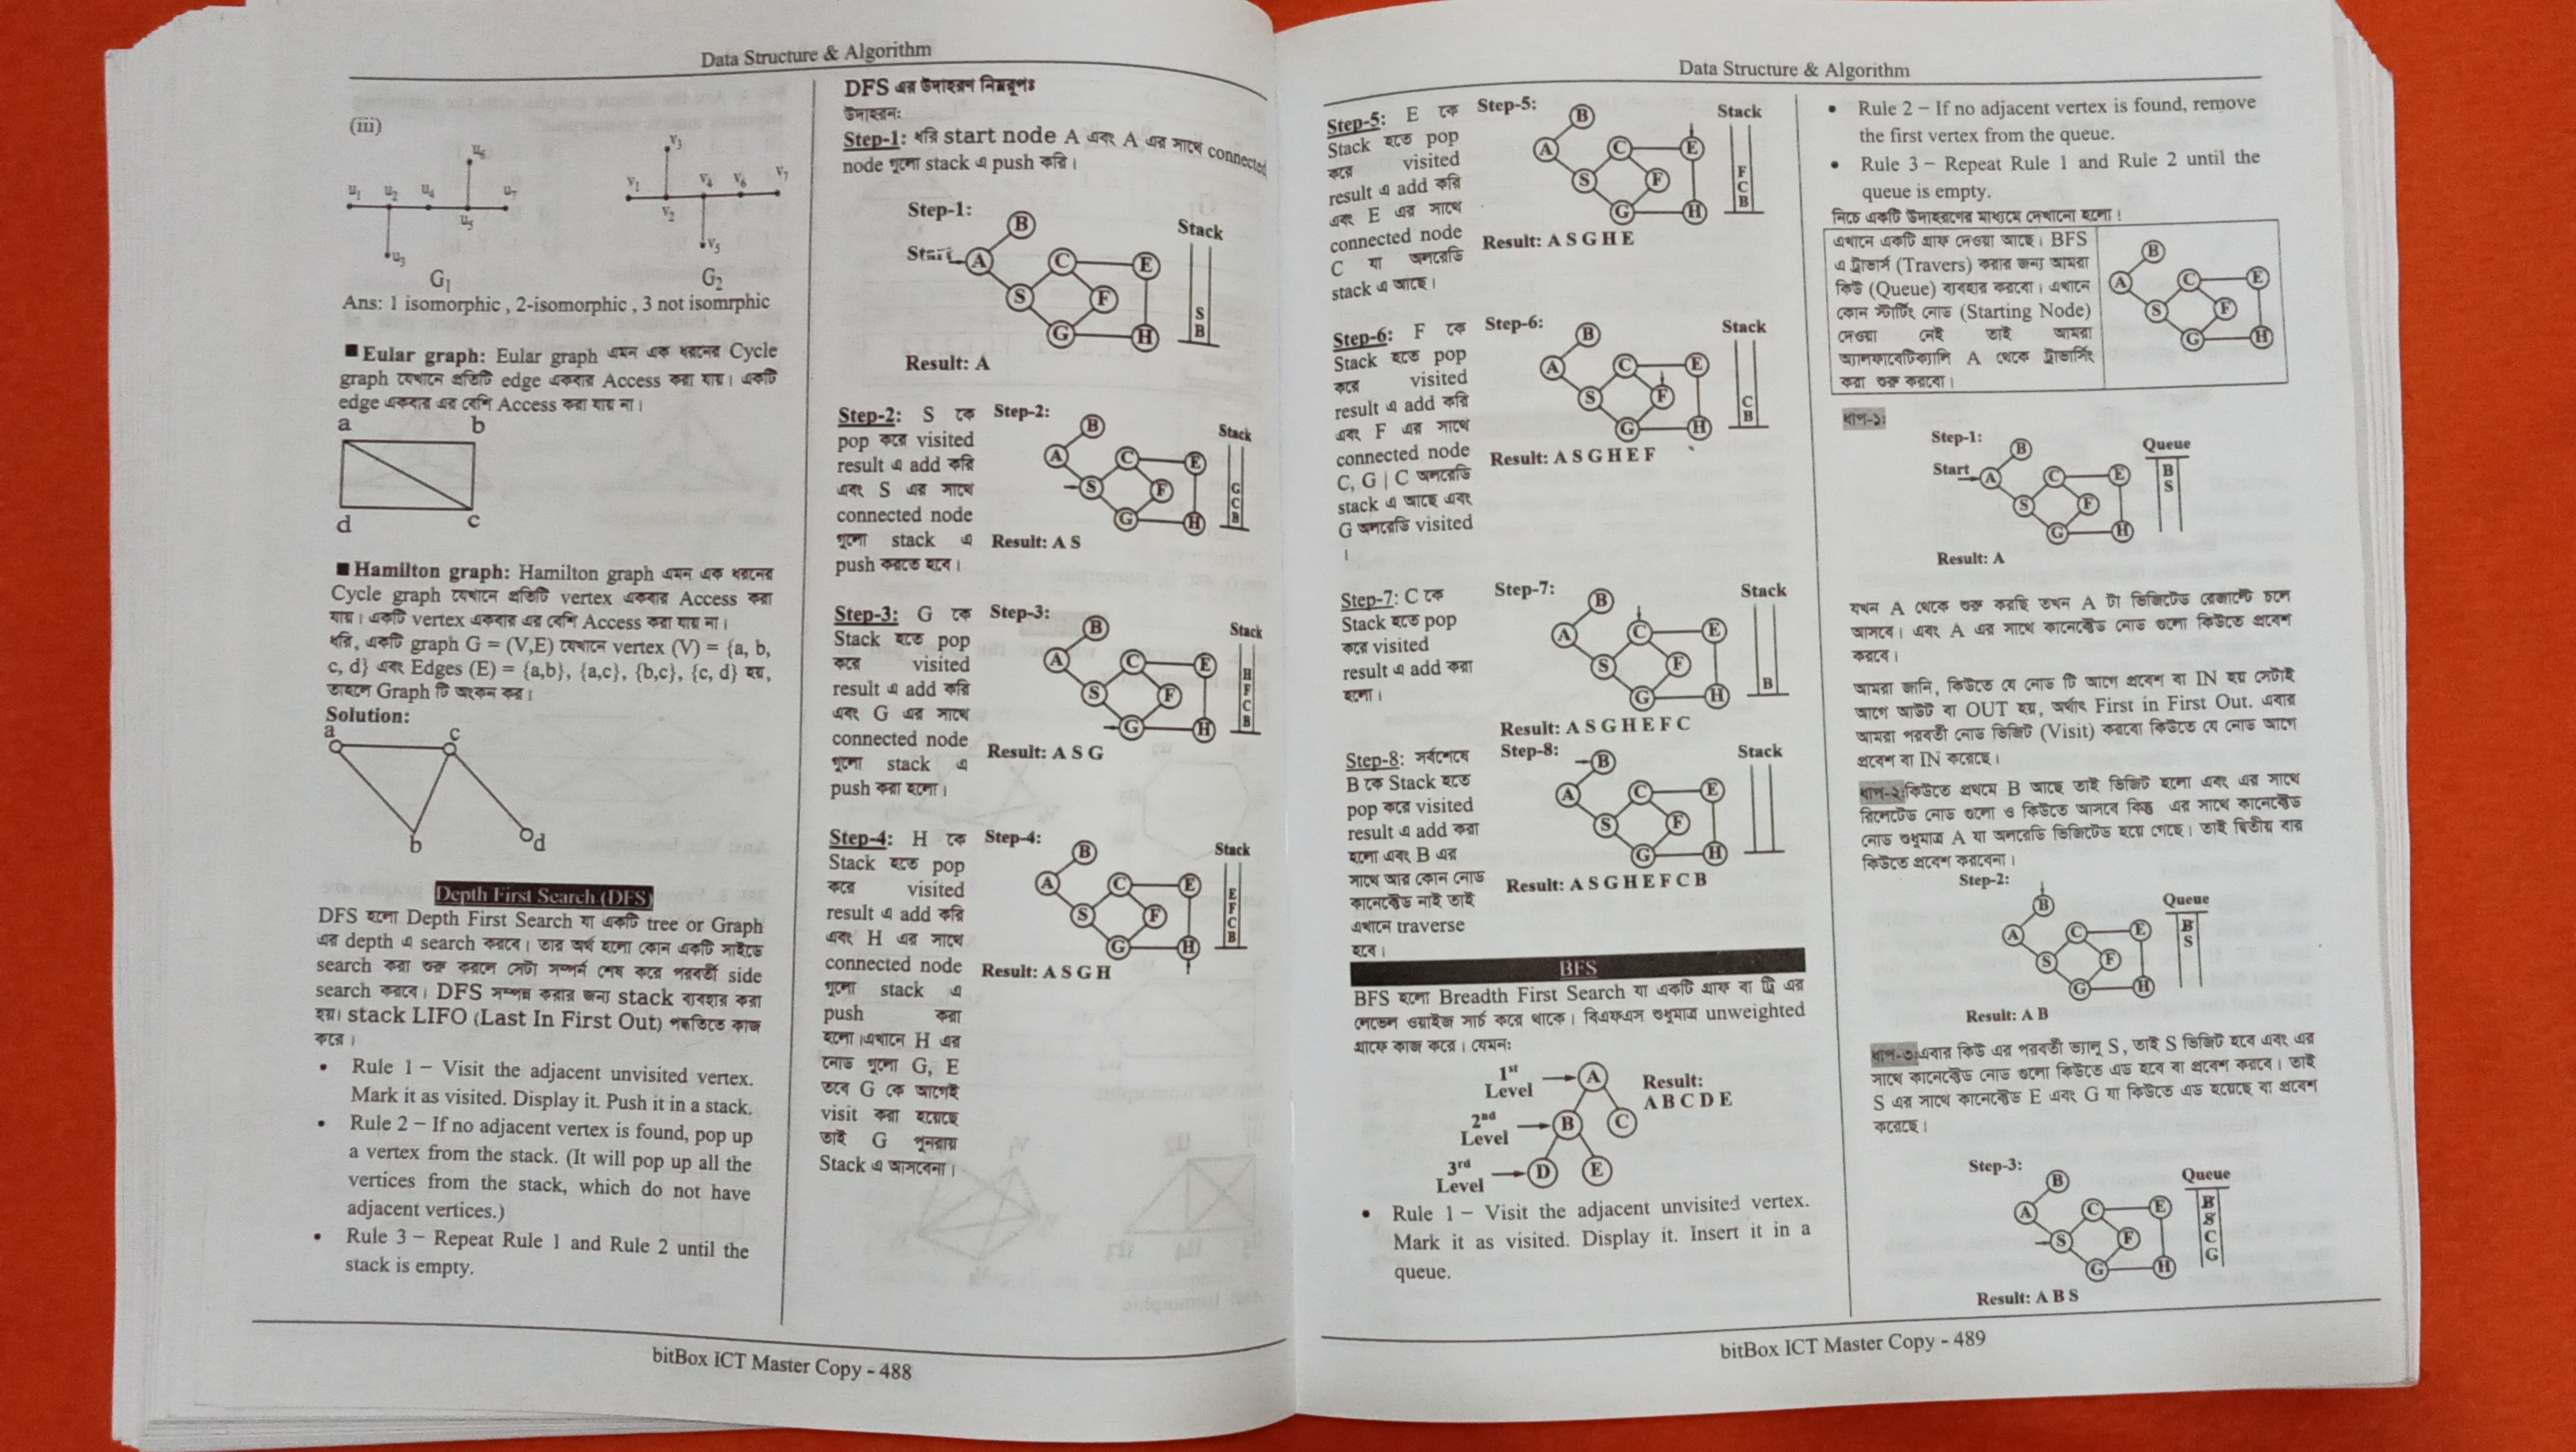 Data Structure & Algorithm
(iii)
u₆
u₁ u₂ u₄ u₇
u₅
u₃
G₁
v₃
v₁ v₄ v₆ v₇
v₂
v₅
G₂
Ans: 1 isomorphic , 2-isomorphic , 3 not isomrphic
■ Eular graph: Eular graph এমন এক ধরনের Cycle
graph যেখানে প্রতিটি edge একবার Access করা যায়। একটি
edge একবার এর বেশি Access করা যায় না।
a b
d c
■ Hamilton graph: Hamilton graph এমন এক ধরনের
Cycle graph যেখানে প্রতিটি vertex একবার Access করা
যায়। একটি vertex একবার এর বেশি Access করা যায় না।
ধরি, একটি graph G = (V,E) যেখানে vertex (V) = {a, b,
c, d} এবং Edges (E) = {a,b}, {a,c}, {b,c}, {c, d} হয়,
তাহলে Graph টি অংকন কর।
Solution:
a c
b d
Depth First Search (DFS)
DFS হলো Depth First Search যা একটি tree or Graph
এর depth এ search করবে। তার অর্থ হলো কোন একটি সাইডে
search করা শুরু করলে সেটা সম্পর্ন শেষ করে পরবর্তী side
search করবে। DFS সম্পন্ন করার জন্য stack ব্যবহার করা
হয়। stack LIFO (Last In First Out) পদ্ধতিতে কাজ
করে।
• Rule 1 – Visit the adjacent unvisited vertex.
Mark it as visited. Display it. Push it in a stack.
• Rule 2 – If no adjacent vertex is found, pop up
a vertex from the stack. (It will pop up all the
vertices from the stack, which do not have
adjacent vertices.)
• Rule 3 – Repeat Rule 1 and Rule 2 until the
stack is empty.
DFS এর উদাহরণ নিম্নরূপঃ
উদাহরন:
Step-1: ধরি start node A এবং A এর সাথে connected
node গুলো stack এ push করি।
Step-1:
Stack
Start
B
A C E
S F
G H
S
B
Result: A
Step-2: S কে
pop করে visited
result এ add করি
এবং S এর সাথে
connected node
গুলো stack এ
push করতে হবে।
Step-2:
Stack
B
A C E
S F
G H
G
C
B
Result: A S
Step-3: G কে
Stack হতে pop
করে visited
result এ add করি
এবং G এর সাথে
connected node
গুলো stack এ
push করা হলো।
Step-3:
Stack
B
A C E
S F
G H
H
F
C
B
Result: A S G
Step-4: H কে
Stack হতে pop
করে visited
result এ add করি
এবং H এর সাথে
connected node
গুলো stack এ
push করা
হলো।এখানে H এর
নোড গুলো G, E
তবে G কে আগেই
visit করা হয়েছে
তাই G পুনরায়
Stack এ আসবেনা।
Step-4:
Stack
B
A C E
S F
G H
E
F
C
B
Result: A S G H
bitBox ICT Master Copy - 488
Data Structure & Algorithm
Step-5: E কে
Stack হতে pop
করে visited
result এ add করি
এবং E এর সাথে
connected node
C যা অলরেডি
stack এ আছে।
Step-5:
Stack
B
A C E
S F
G H
F
C
B
Result: A S G H E
Step-6: F কে
Stack হতে pop
করে visited
result এ add করি
এবং F এর সাথে
connected node
C, G | C অলরেডি
stack এ আছে এবং
G অলরেডি visited
।
Step-6:
Stack
B
A C E
S F
G H
C
B
Result: A S G H E F
Step-7: C কে
Stack হতে pop
করে visited
result এ add করা
হলো।
Step-7:
Stack
B
A C E
S F
G H
B
Result: A S G H E F C
Step-8: সর্বশেষে
B কে Stack হতে
pop করে visited
result এ add করা
হলো এবং B এর
সাথে আর কোন নোড
কানেক্টেড নাই তাই
এখানে traverse
হবে।
Step-8:
Stack
B
A C E
S F
G H
Result: A S G H E F C B
BFS
BFS হলো Breadth First Search যা একটি গ্রাফ বা ট্রি এর
লেভেল ওয়াইজ সার্চ করে থাকে। বিএফএস শুধুমাত্র unweighted
গ্রাফে কাজ করে। যেমন:
1st Level A
2nd Level B C
3rd Level D E
Result:
A B C D E
• Rule 1 – Visit the adjacent unvisited vertex.
Mark it as visited. Display it. Insert it in a
queue.
• Rule 2 – If no adjacent vertex is found, remove
the first vertex from the queue.
• Rule 3 – Repeat Rule 1 and Rule 2 until the
queue is empty.
নিচে একটি উদাহরণের মাধ্যমে দেখানো হলো!
এখানে একটি গ্রাফ দেওয়া আছে। BFS
এ ট্রাভার্স (Travers) করার জন্য আমরা
কিউ (Queue) ব্যবহার করবো। এখানে
কোন স্টার্টিং নোড (Starting Node)
দেওয়া নেই তাই আমরা
অ্যালফাবেটিক্যালি A থেকে ট্রাভার্সিং
করা শুরু করবো।
B
A C E
S F
G H
ধাপ-১:
Step-1:
Queue
Start
B
A C E
S F
G H
B
S
Result: A
যখন A থেকে শুরু করছি তখন A টা ভিজিটেড রেজাল্টে চলে
আসবে। এবং A এর সাথে কানেক্টেড নোড গুলো কিউতে প্রবেশ
করবে।
আমরা জানি, কিউতে যে নোড টি আগে প্রবেশ বা IN হয় সেটাই
আগে আউট বা OUT হয়, অর্থাৎ First in First Out. এবার
আমরা পরবর্তী নোড ভিজিট (Visit) করবো কিউতে যে নোড আগে
প্রবেশ বা IN করেছে।
ধাপ-২:কিউতে প্রথমে B আছে তাই ভিজিট হলো এবং এর সাথে
রিলেটেড নোড গুলো ও কিউতে আসবে কিন্তু এর সাথে কানেক্টেড
নোড শুধুমাত্র A যা অলরেডি ভিজিটেড হয়ে গেছে। তাই দ্বিতীয় বার
কিউতে প্রবেশ করবেনা।
Step-2:
Queue
B
A C E
S F
G H
B
S
Result: A B
ধাপ-৩:এবার কিউ এর পরবর্তী ভ্যালু S, তাই S ভিজিট হবে এবং এর
সাথে কানেক্টেড নোড গুলো কিউতে এড হবে বা প্রবেশ করবে। তাই
S এর সাথে কানেক্টেড E এবং G যা কিউতে এড হয়েছে বা প্রবেশ
করেছে।
Step-3:
Queue
B
A C E
S F
G H
B
S
C
G
Result: A B S
bitBox ICT Master Copy - 489